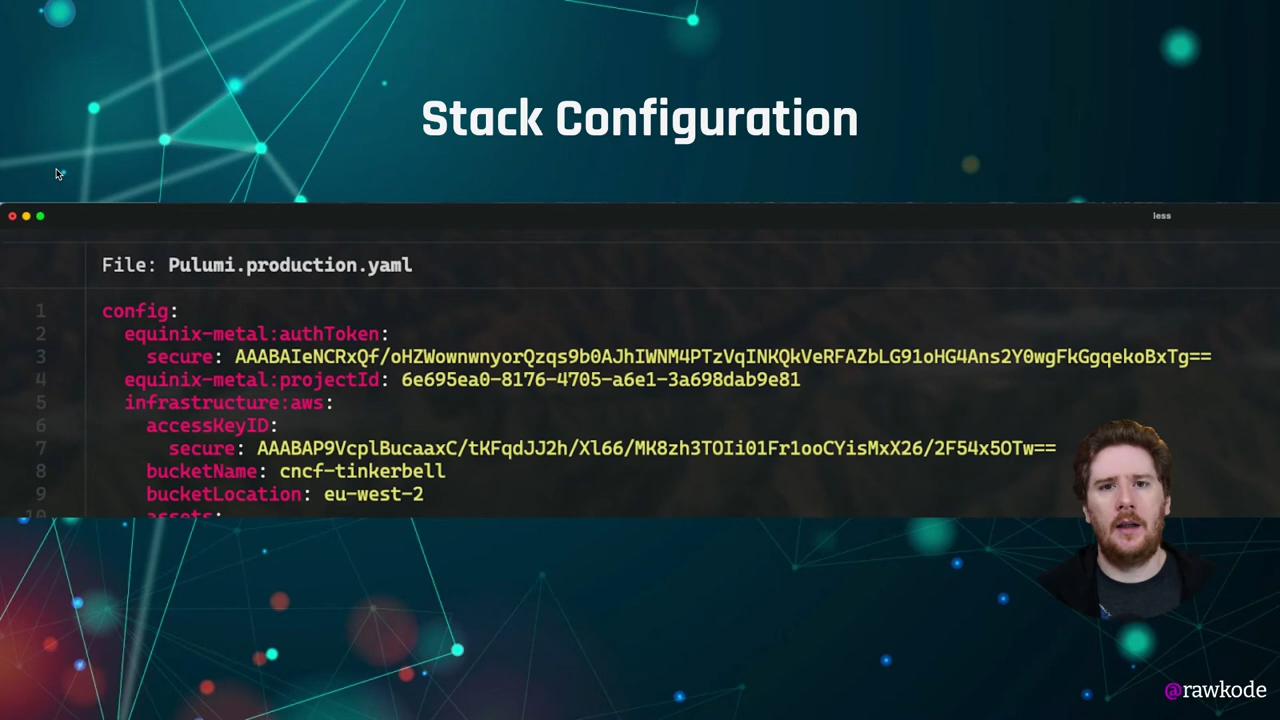 Stack Configuration
less
File: Pulumi.production.yaml
1 config:
2 equinix-metal:authToken:
3 secure: AAABAIeNCRxQf/oHZWownwnyorQzqs9b0AJhIWNM4PTzVqINKQkVeRFAZbLG91oHG4Ans2Y0wgFkGgqekoBxTg==
4 equinix-metal:projectId: 6e695ea0-8176-4705-a6e1-3a698dab9e81
5 infrastructure:aws:
6 accessKeyID:
7 secure: AAABAP9VcplBucaaxC/tKFqdJJ2h/Xl66/MK8zh3TOIi01Fr1ooCYisMxX26/2F54x5OTw==
8 bucketName: cncf-tinkerbell
9 bucketLocation: eu-west-2
10 assets:
@rawkode